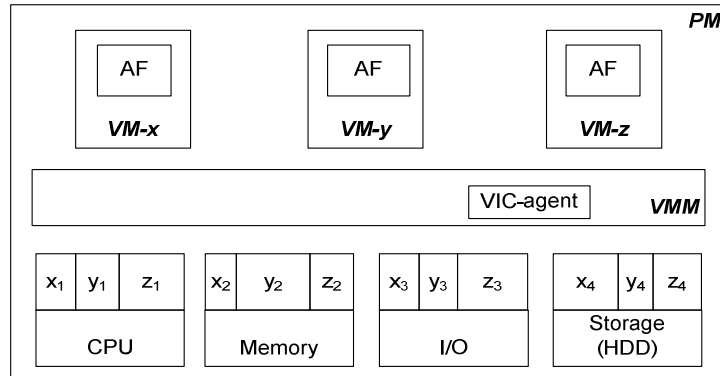 PM
AF AF AF
VM-x VM-y VM-z
VIC-agent VMM
x₁ y₁ z₁ x₂ y₂ z₂ x₃ y₃ z₃ x₄ y₄ z₄
CPU Memory I/O Storage
(HDD)